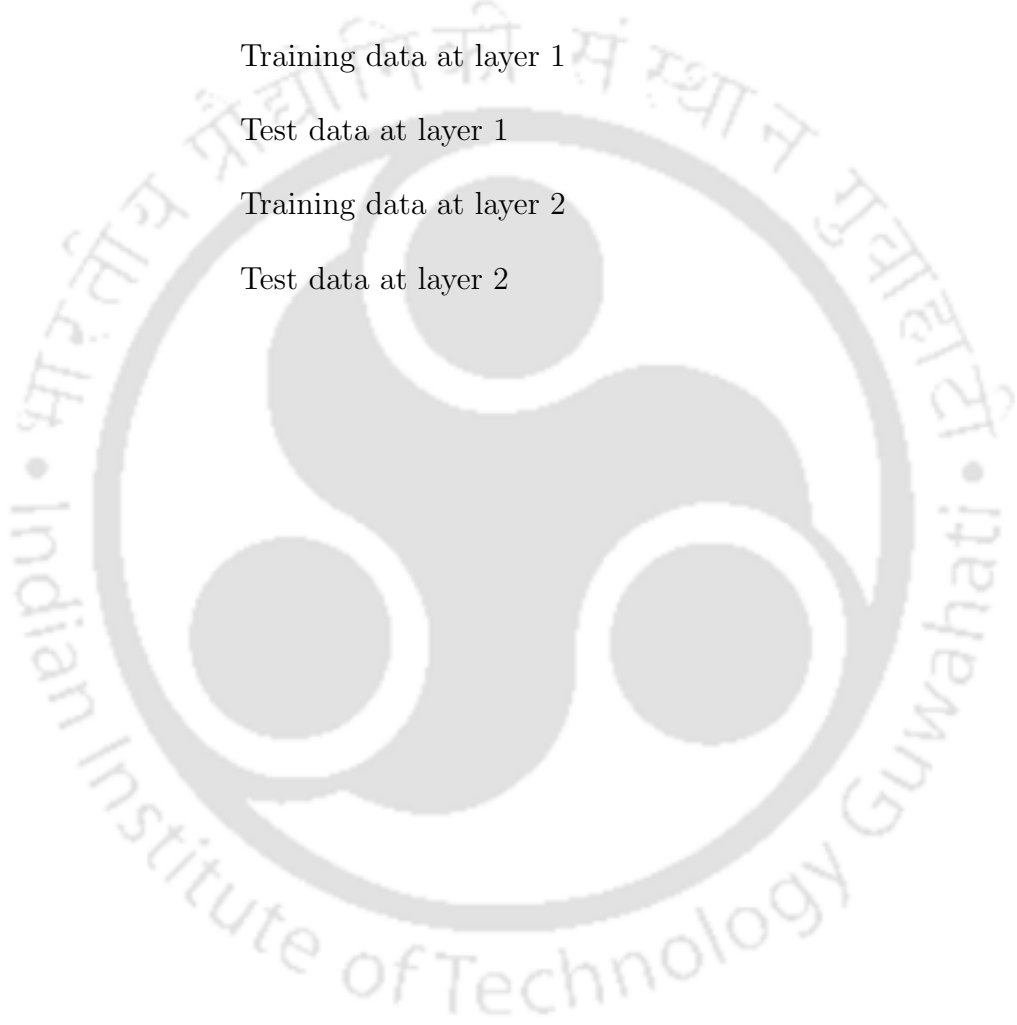 Training data at layer 1
Test data at layer 1
Training data at layer 2
Test data at layer 2
भारतीय प्रौद्योगिकी संस्थान गुवाहाटी
• Indian Institute of Technology Guwahati •